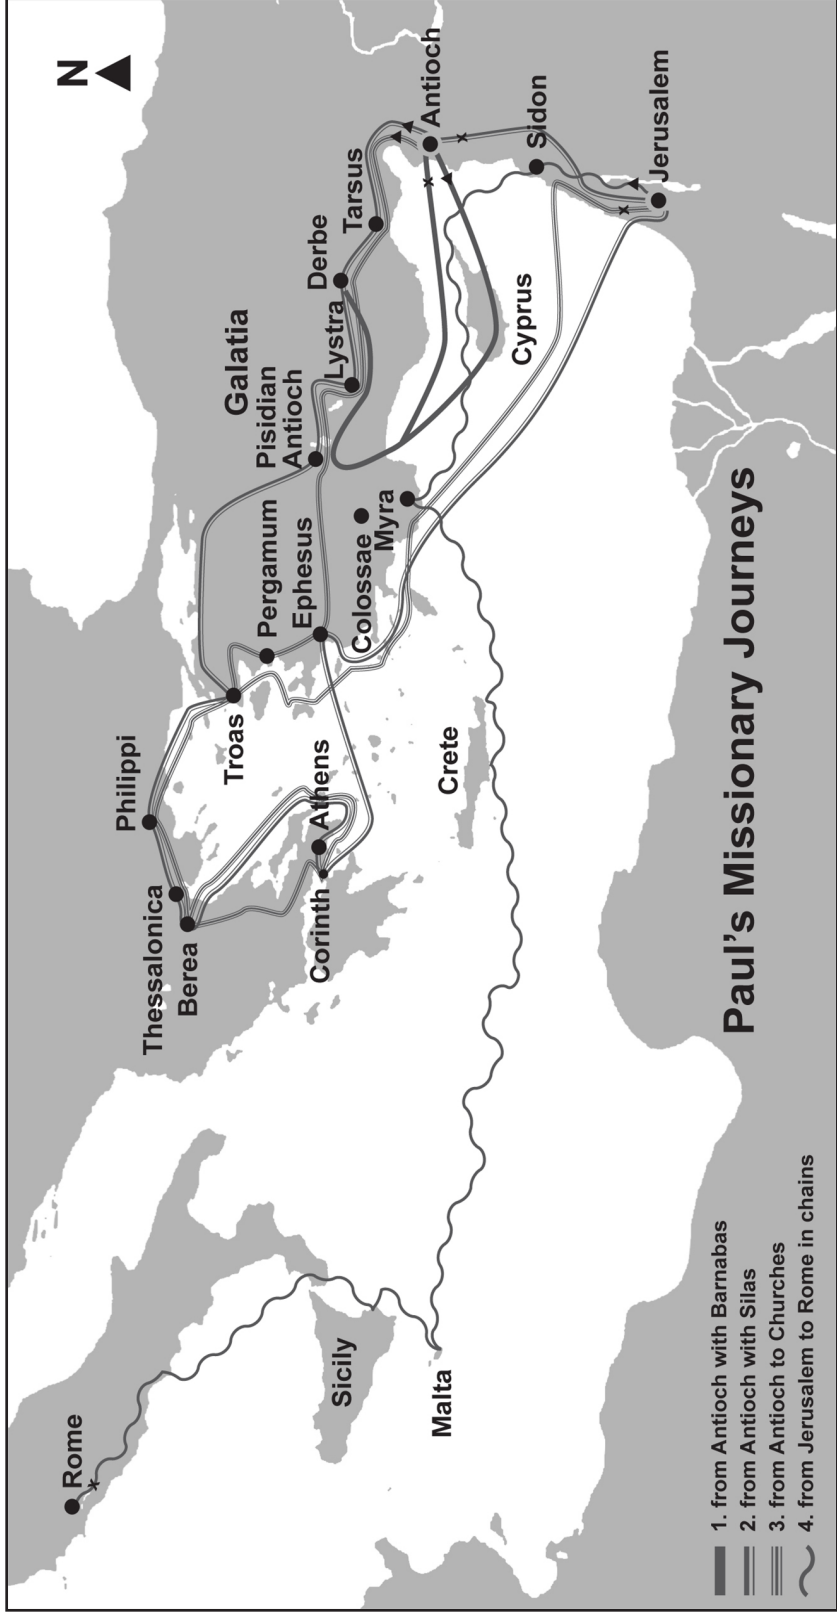 N
Rome
Sicily
Malta
Thessalonica
Berea
Philippi
Corinth
Athens
Troas
Crete
Pergamum
Ephesus
Colossae
Myra
Galatia
Pisidian
Antioch
Lystra
Derbe
Tarsus
Cyprus
Antioch
Sidon
Jerusalem
Paul's Missionary Journeys
1. from Antioch with Barnabas
2. from Antioch with Silas
3. from Antioch to Churches
4. from Jerusalem to Rome in chains